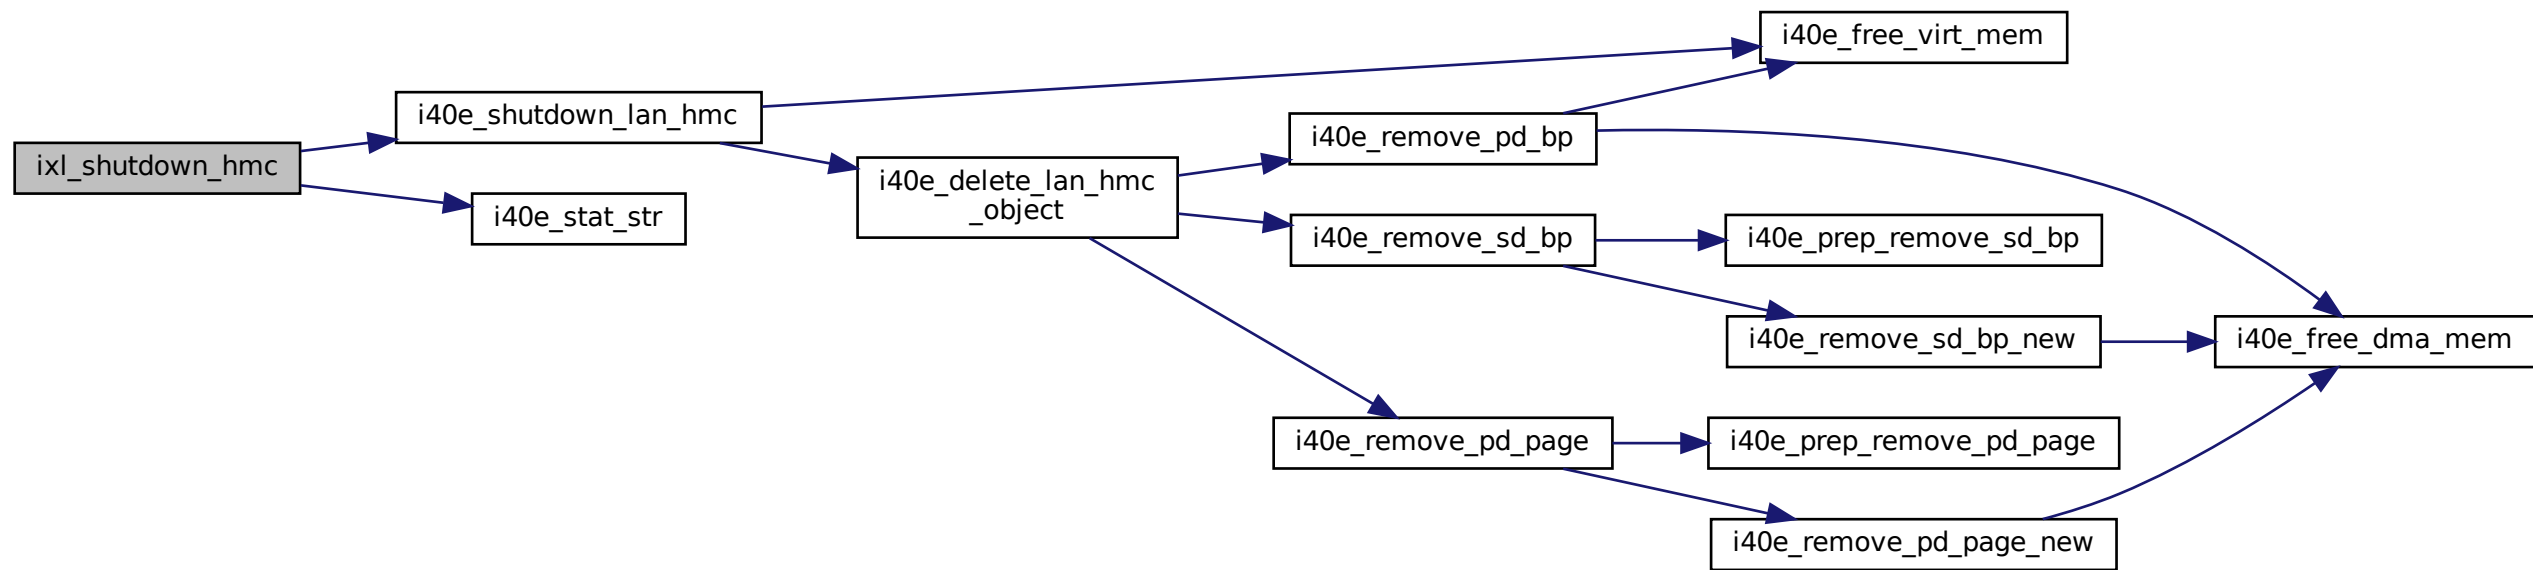 ixl_shutdown_hmc
i40e_shutdown_lan_hmc
i40e_stat_str
i40e_delete_lan_hmc
_object
i40e_free_virt_mem
i40e_remove_pd_bp
i40e_remove_sd_bp
i40e_prep_remove_sd_bp
i40e_remove_sd_bp_new
i40e_free_dma_mem
i40e_remove_pd_page
i40e_prep_remove_pd_page
i40e_remove_pd_page_new